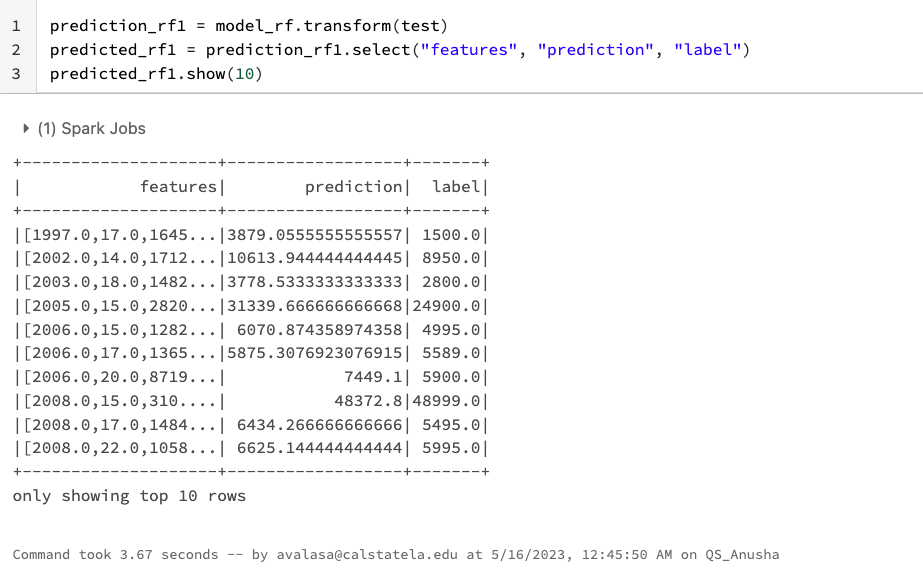 1 prediction_rf1 = model_rf.transform(test)
2 predicted_rf1 = prediction_rf1.select("features", "prediction", "label")
3 predicted_rf1.show(10)
(1) Spark Jobs
+--------------------+------------------+-------+
|            features|        prediction|  label|
+--------------------+------------------+-------+
|[1997.0,17.0,1645...|3879.0555555555557| 1500.0|
|[2002.0,14.0,1712...|10613.944444444445| 8950.0|
|[2003.0,18.0,1482...|3778.5333333333333| 2800.0|
|[2005.0,15.0,2820...|31339.666666666668|24900.0|
|[2006.0,15.0,1282...| 6070.874358974358| 4995.0|
|[2006.0,17.0,1365...|5875.3076923076915| 5589.0|
|[2006.0,20.0,8719...|            7449.1| 5900.0|
|[2008.0,15.0,310....|           48372.8|48999.0|
|[2008.0,17.0,1484...| 6434.266666666666| 5495.0|
|[2008.0,22.0,1058...| 6625.144444444444| 5995.0|
+--------------------+------------------+-------+
only showing top 10 rows
Command took 3.67 seconds -- by avalasa@calstatela.edu at 5/16/2023, 12:45:50 AM on QS_Anusha